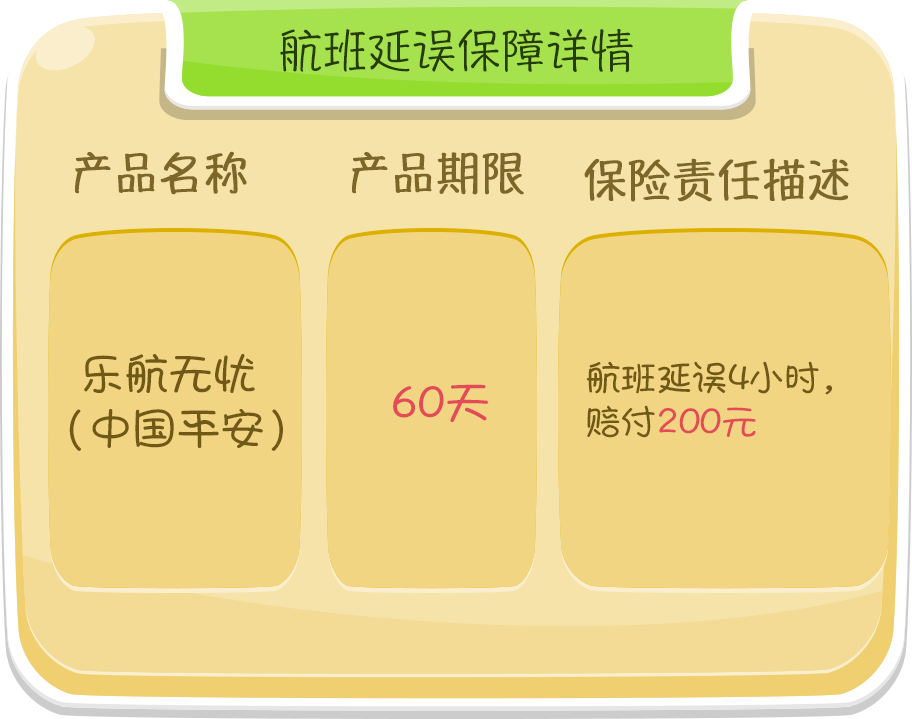 航班延误保障详情
产品名称
产品期限
保险责任描述
乐航无忧
（中国平安）
60天
航班延误4小时，
赔付200元